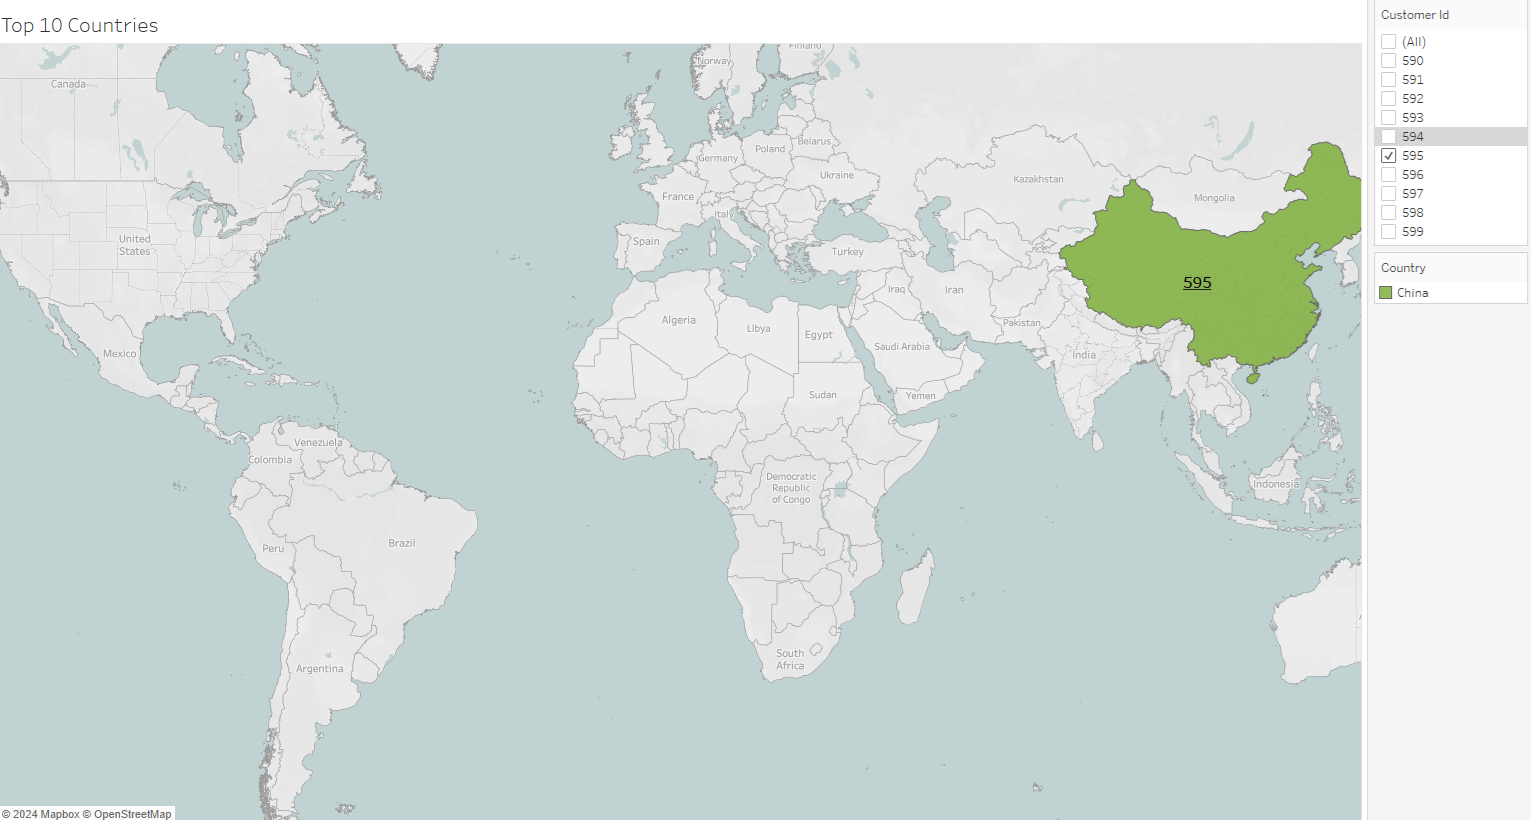 Top 10 Countries
Customer Id
(All)
590
591
592
593
594
595
596
597
598
599
Country
China
Finland
Norway
Canada
Belarus
Poland
Germany
Ukraine
Kazakhstan
France
Mongolia
Italy
United
States
Spain
Turkey
595
Iraq
Iran
Algeria
Libya
Egypt
Pakistan
Saudi Arabia
Mexico
India
Sudan
Yemen
Venezuela
Colombia
Democratic
Republic
of Congo
Indonesia
Brazil
Peru
South
Africa
Argentina
© 2024 Mapbox © OpenStreetMap